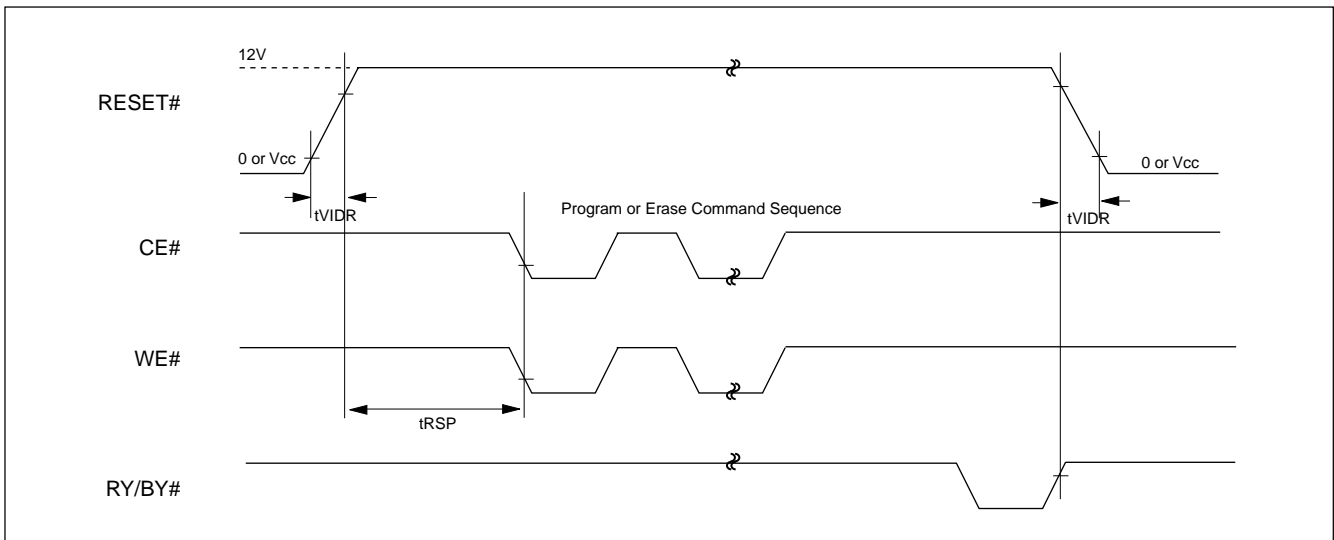 12V
RESET#
0 or Vcc
0 or Vcc
tVIDR
Program or Erase Command Sequence
tVIDR
CE#
WE#
tRSP
RY/BY#